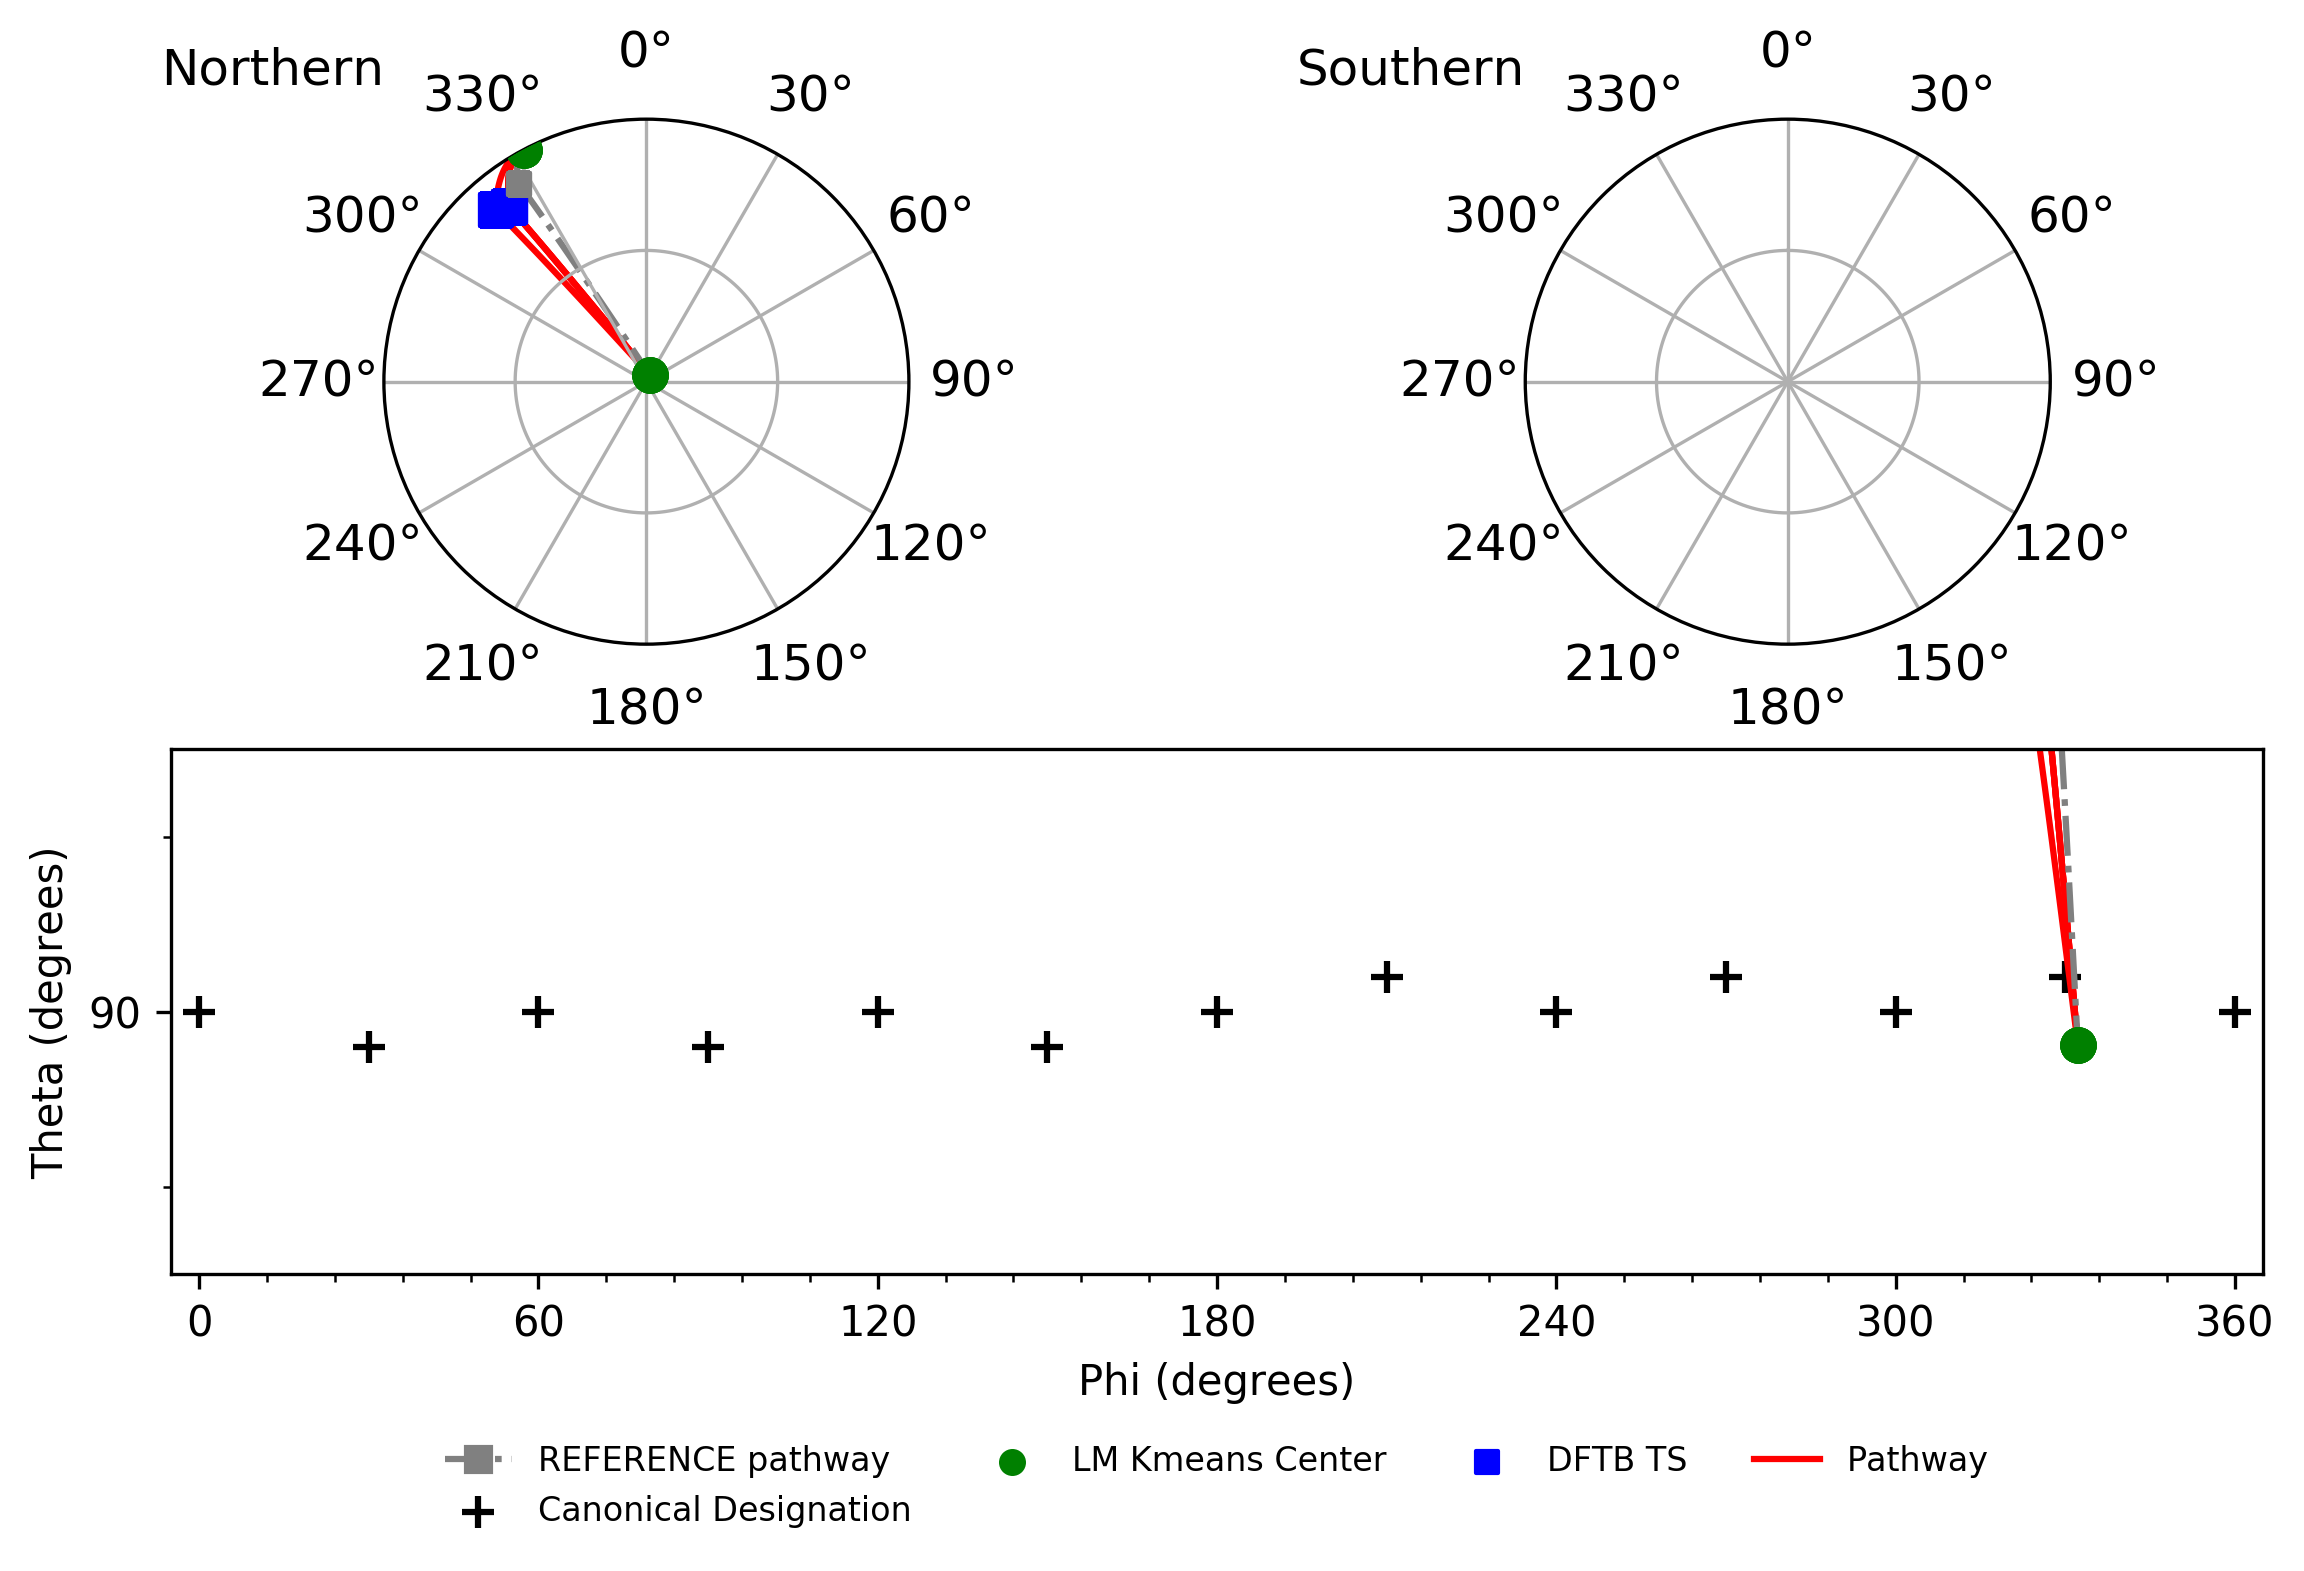 Northern
0°
30°
60°
90°
120°
150°
180°
210°
240°
270°
300°
330°
Southern
0°
30°
60°
90°
120°
150°
180°
210°
240°
270°
300°
330°
Theta (degrees)
90
0 60 120 180 240 300 360
Phi (degrees)
REFERENCE pathway
Canonical Designation
LM Kmeans Center
DFTB TS
Pathway